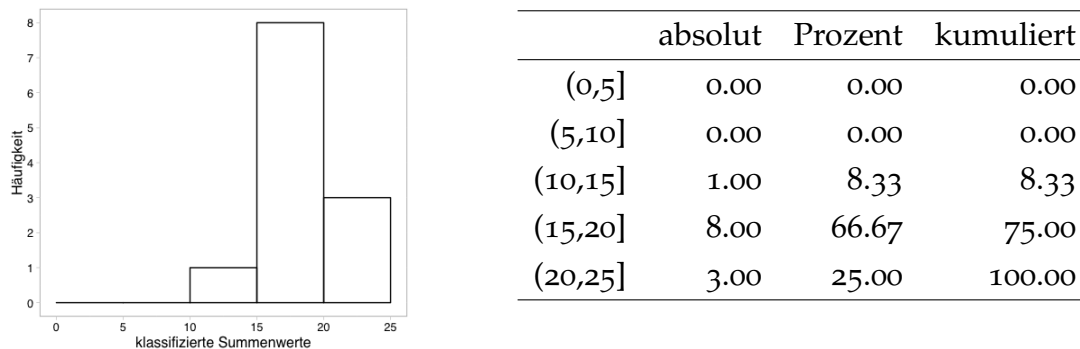 8
7
6
5
4
3
2
1
0
Häufigkeit
0 5 10 15 20 25
klassifizierte Summenwerte
absolut Prozent kumuliert
(0,5] 0.00 0.00 0.00
(5,10] 0.00 0.00 0.00
(10,15] 1.00 8.33 8.33
(15,20] 8.00 66.67 75.00
(20,25] 3.00 25.00 100.00